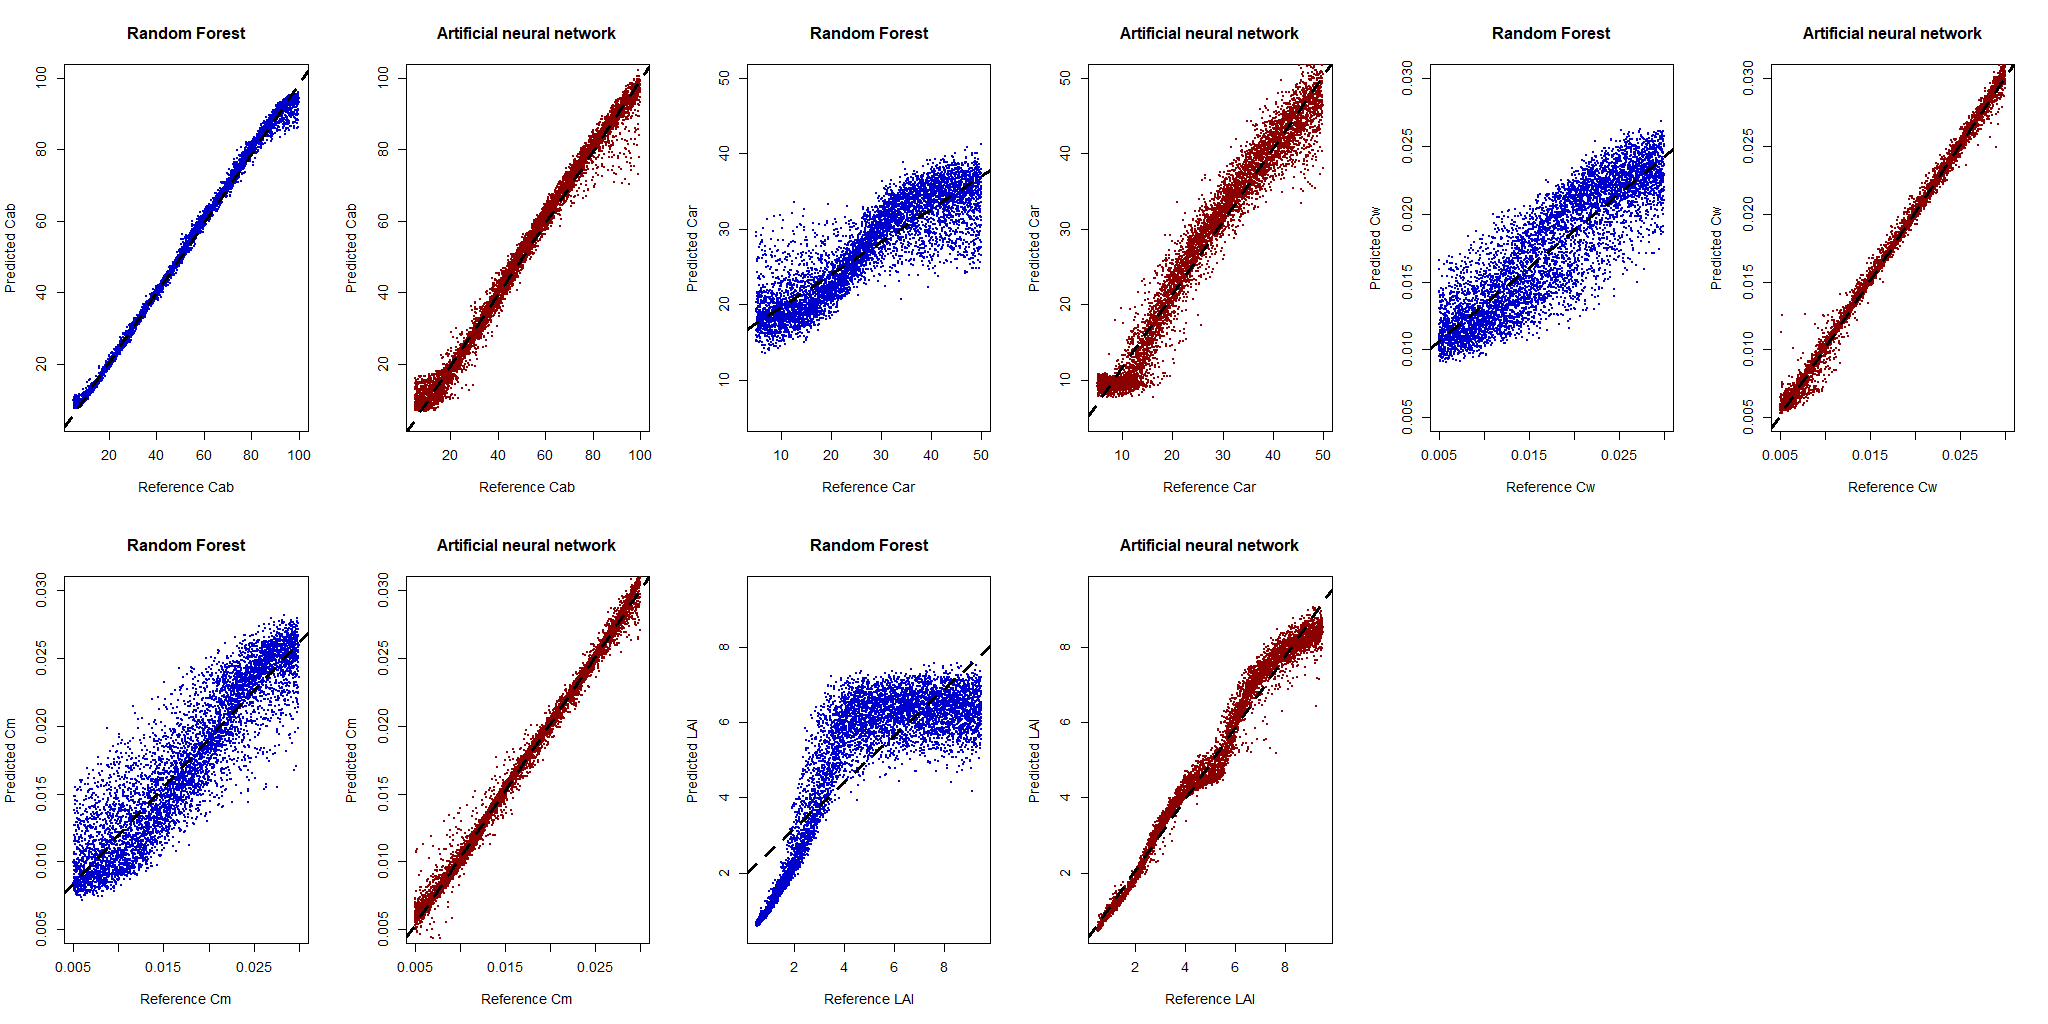 Random Forest
Predicted Cab
100
80
60
40
20
20 40 60 80 100
Reference Cab
Artificial neural network
Predicted Cab
100
80
60
40
20
20 40 60 80 100
Reference Cab
Random Forest
Predicted Car
50
40
30
20
10
10 20 30 40 50
Reference Car
Artificial neural network
Predicted Car
50
40
30
20
10
10 20 30 40 50
Reference Car
Random Forest
Predicted Cw
0.030
0.025
0.020
0.015
0.010
0.005
0.005 0.015 0.025
Reference Cw
Artificial neural network
Predicted Cw
0.030
0.025
0.020
0.015
0.010
0.005
0.005 0.015 0.025
Reference Cw
Random Forest
Predicted Cm
0.030
0.025
0.020
0.015
0.010
0.005
0.005 0.015 0.025
Reference Cm
Artificial neural network
Predicted Cm
0.030
0.025
0.020
0.015
0.010
0.005
0.005 0.015 0.025
Reference Cm
Random Forest
Predicted LAI
8
6
4
2
2 4 6 8
Reference LAI
Artificial neural network
Predicted LAI
8
6
4
2
2 4 6 8
Reference LAI